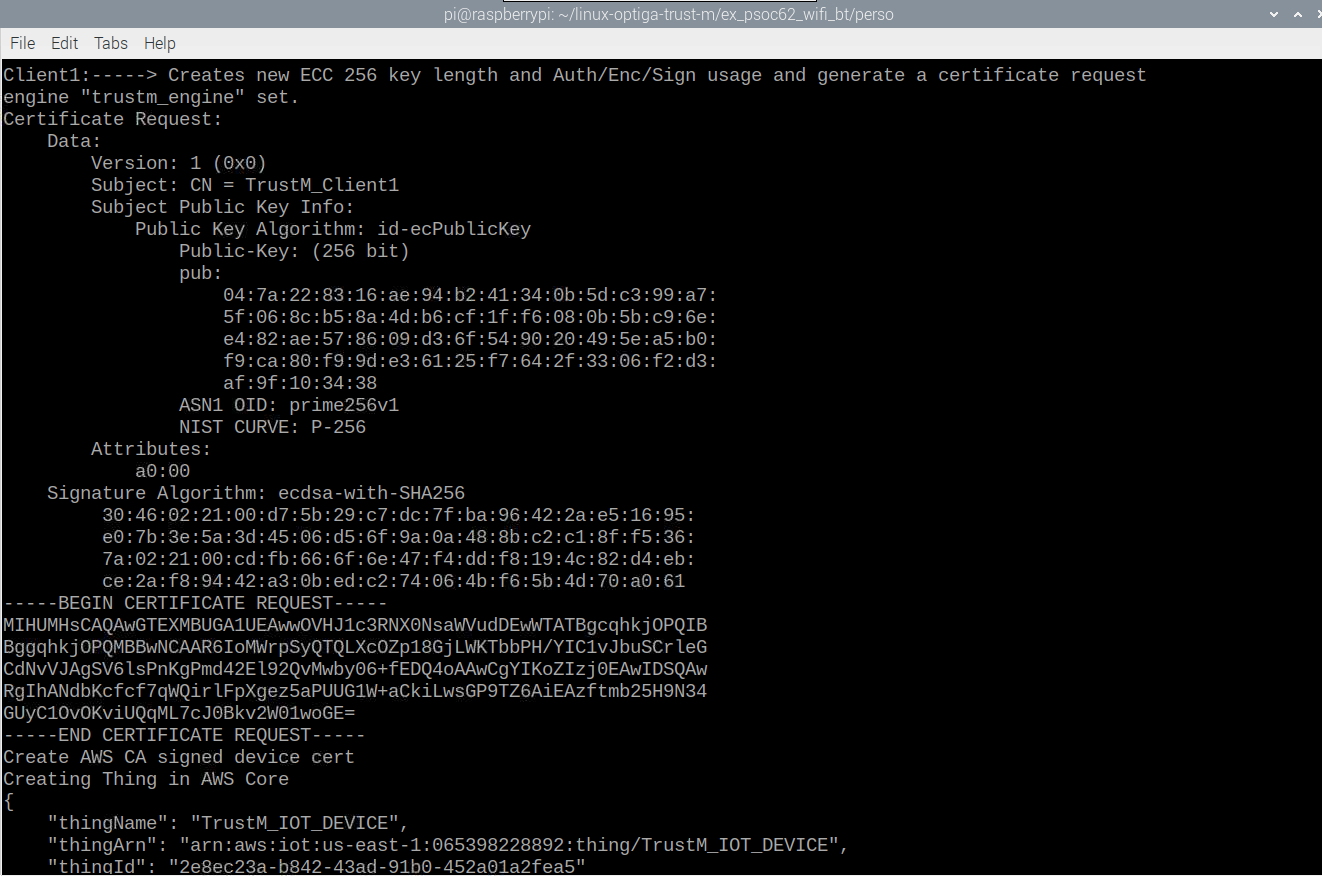 pi@raspberrypi: ~/linux-optiga-trust-m/ex_psoc62_wifi_bt/perso
File Edit Tabs Help
Client1:-----> Creates new ECC 256 key length and Auth/Enc/Sign usage and generate a certificate request
engine "trustm_engine" set.
Certificate Request:
    Data:
        Version: 1 (0x0)
        Subject: CN = TrustM_Client1
        Subject Public Key Info:
            Public Key Algorithm: id-ecPublicKey
                Public-Key: (256 bit)
                pub:
                    04:7a:22:83:16:ae:94:b2:41:34:0b:5d:c3:99:a7:
                    5f:06:8c:b5:8a:4d:b6:cf:1f:f6:08:0b:5b:c9:6e:
                    e4:82:ae:57:86:09:d3:6f:54:90:20:49:5e:a5:b0:
                    f9:ca:80:f9:9d:e3:61:25:f7:64:2f:33:06:f2:d3:
                    af:9f:10:34:38
                ASN1 OID: prime256v1
                NIST CURVE: P-256
        Attributes:
            a0:00
    Signature Algorithm: ecdsa-with-SHA256
         30:46:02:21:00:d7:5b:29:c7:dc:7f:ba:96:42:2a:e5:16:95:
         e0:7b:3e:5a:3d:45:06:d5:6f:9a:0a:48:8b:c2:c1:8f:f5:36:
         7a:02:21:00:cd:fb:66:6f:6e:47:f4:dd:f8:19:4c:82:d4:eb:
         ce:2a:f8:94:42:a3:0b:ed:c2:74:06:4b:f6:5b:4d:70:a0:61
-----BEGIN CERTIFICATE REQUEST-----
MIHUMHsCAQAwGTEXMBUGA1UEAwwOVHJ1c3RNX0NsaWVudDEwWTATBgcqhkjOPQIB
BggqhkjOPQMBBwNCAAR6IoMWrpSyQTQLXcOZp18GjLWKTbbPH/YIC1vJbuSCrleG
CdNvVJAgSV6lsPnKgPmd42El92QvMwby06+fEDQ4oAAwCgYIKoZIzj0EAwIDSQAw
RgIhANdbKcfcf7qWQirlFpXgez5aPUUG1W+aCkiLwsGP9TZ6AiEAzftmb25H9N34
GUyC1OvOKviUQqML7cJ0Bkv2W01woGE=
-----END CERTIFICATE REQUEST-----
Create AWS CA signed device cert
Creating Thing in AWS Core
{
    "thingName": "TrustM_IOT_DEVICE",
    "thingArn": "arn:aws:iot:us-east-1:065398228892:thing/TrustM_IOT_DEVICE",
    "thingId": "2e8ec23a-b842-43ad-91b0-452a01a2fea5"